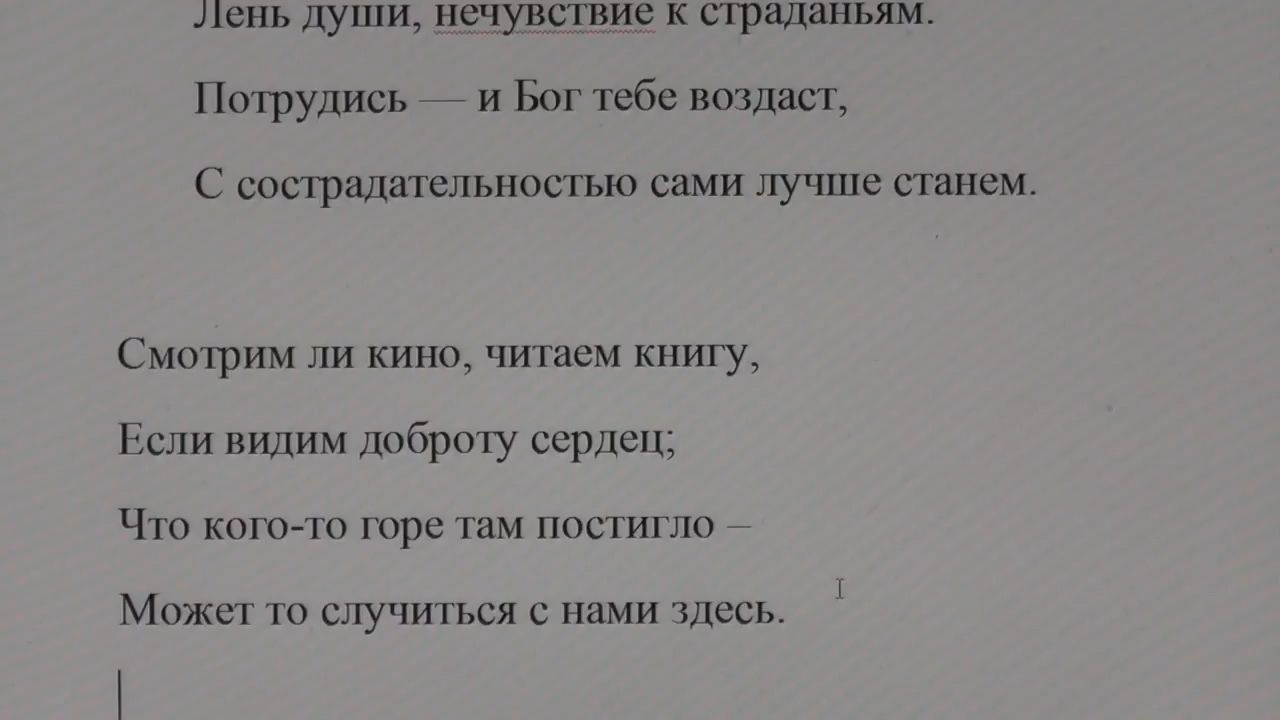 Лень души, нечувствие к страданьям.
Потрудись — и Бог тебе воздаст,
С сострадательностью сами лучше станем.
Смотрим ли кино, читаем книгу,
Если видим доброту сердец;
Что кого-то горе там постигло –
Может то случиться с нами здесь.